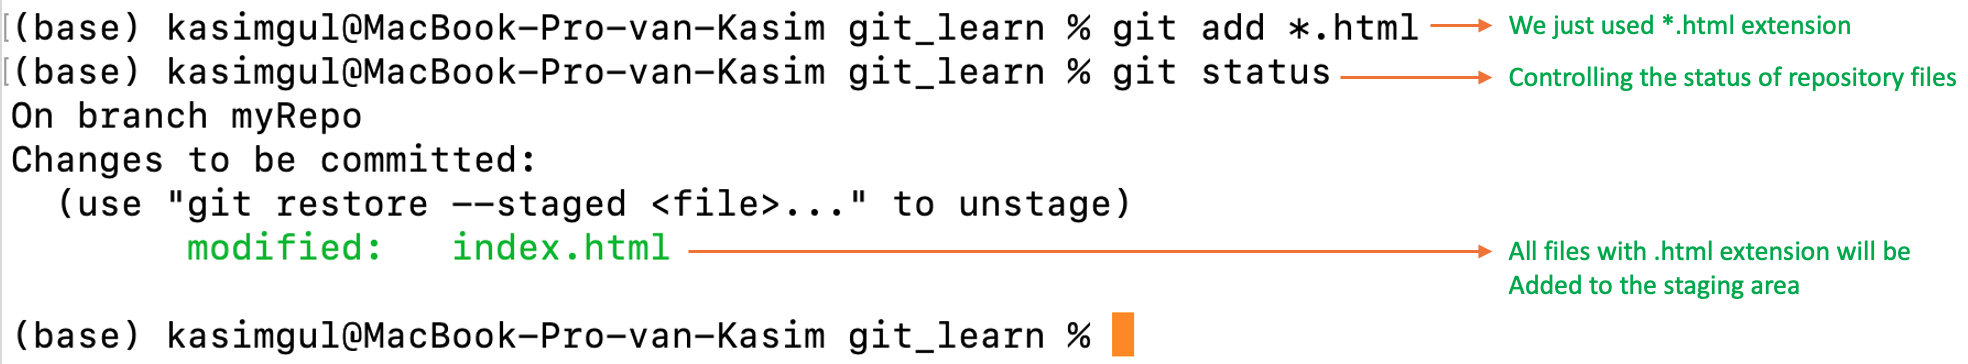 (base) kasimgul@MacBook-Pro-van-Kasim git_learn % git add *.html We just used *.html extension
(base) kasimgul@MacBook-Pro-van-Kasim git_learn % git status Controlling the status of repository files
On branch myRepo
Changes to be committed:
(use "git restore --staged <file>..." to unstage)
modified: index.html All files with .html extension will be
Added to the staging area
(base) kasimgul@MacBook-Pro-van-Kasim git_learn %